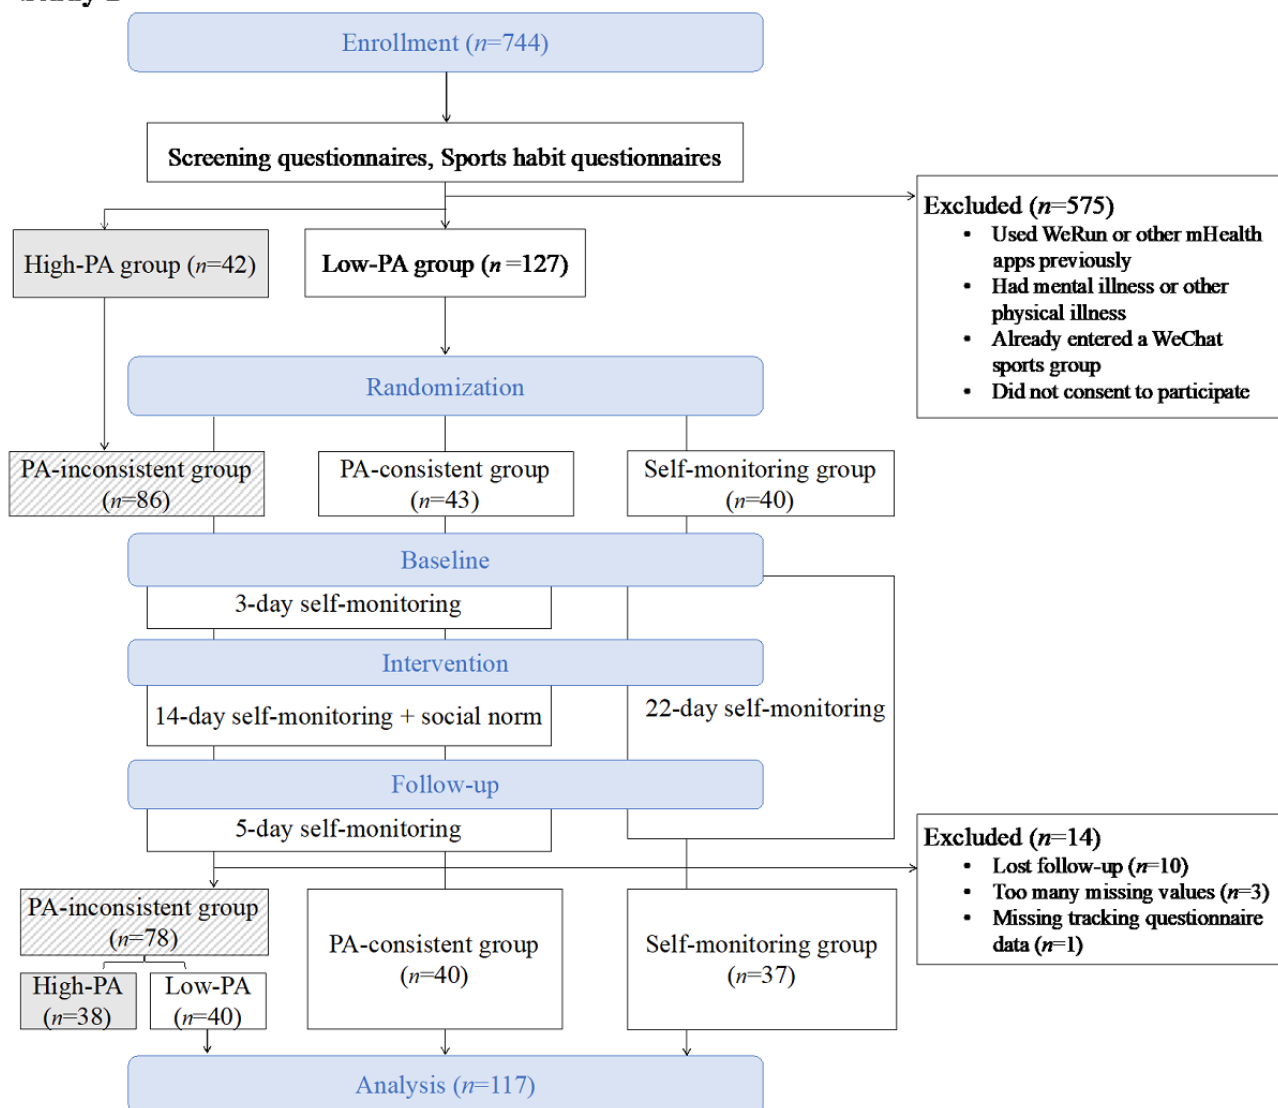 Enrollment (n=744)
Screening questionnaires, Sports habit questionnaires
Excluded (n=575)
▪ Used WeRun or other mHealth
apps previously
▪ Had mental illness or other
physical illness
▪ Already entered a WeChat
sports group
▪ Did not consent to participate
High-PA group (n=42)
Low-PA group (n=127)
Randomization
PA-inconsistent group
(n=86)
PA-consistent group
(n=43)
Self-monitoring group
(n=40)
Baseline
3-day self-monitoring
Intervention
14-day self-monitoring + social norm
22-day self-monitoring
Follow-up
5-day self-monitoring
Excluded (n=14)
▪ Lost follow-up (n=10)
▪ Too many missing values (n=3)
▪ Missing tracking questionnaire
data (n=1)
PA-inconsistent group
(n=78)
High-PA
(n=38)
Low-PA
(n=40)
PA-consistent group
(n=40)
Self-monitoring group
(n=37)
Analysis (n=117)